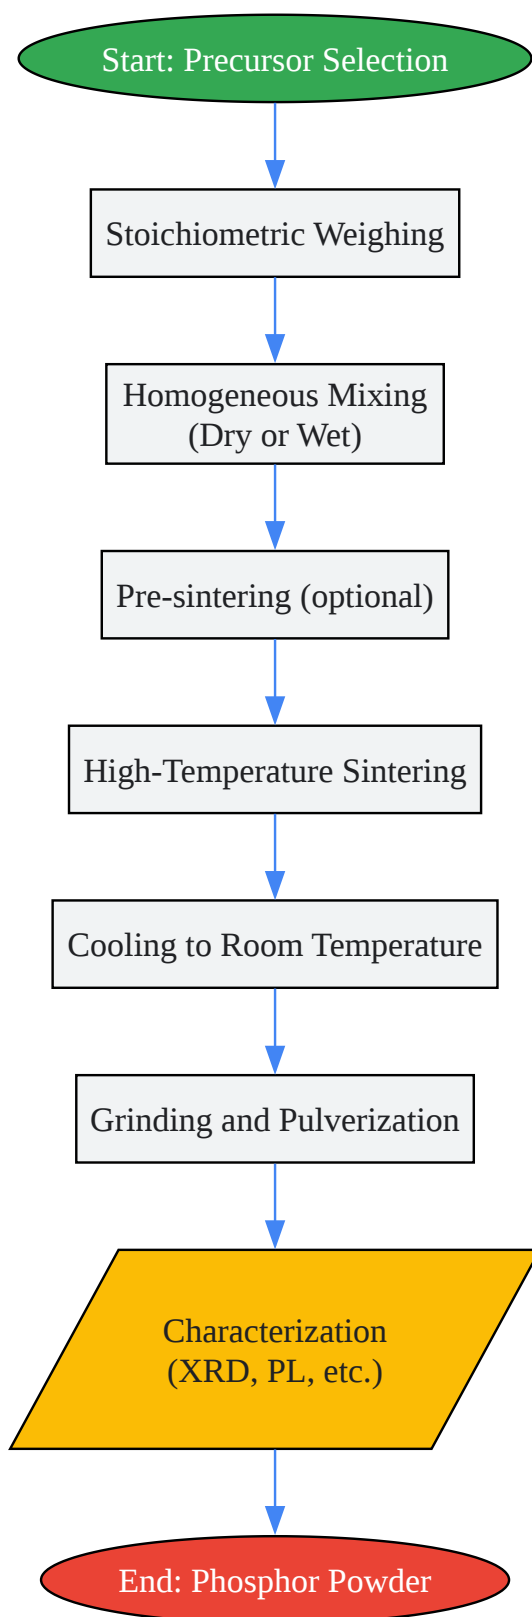 Start: Precursor Selection
Stoichiometric Weighing
Homogeneous Mixing
(Dry or Wet)
Pre-sintering (optional)
High-Temperature Sintering
Cooling to Room Temperature
Grinding and Pulverization
Characterization
(XRD, PL, etc.)
End: Phosphor Powder